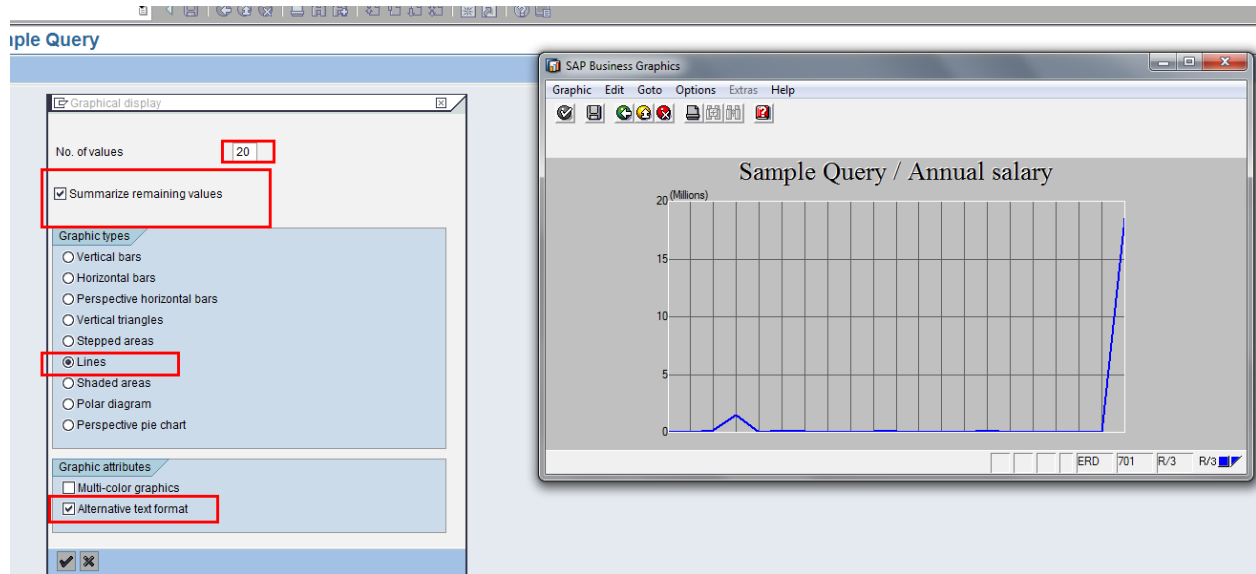 mple Query
Graphical display
No. of values 20
Summarize remaining values
Graphic types
Vertical bars
Horizontal bars
Perspective horizontal bars
Vertical triangles
Stepped areas
Lines
Shaded areas
Polar diagram
Perspective pie chart
Graphic attributes
Multi-color graphics
Alternative text format
SAP Business Graphics
Graphic Edit Goto Options Extras Help
Sample Query / Annual salary
(Millions)
20
15
10
5
0
ERD 701 R/3 R/3